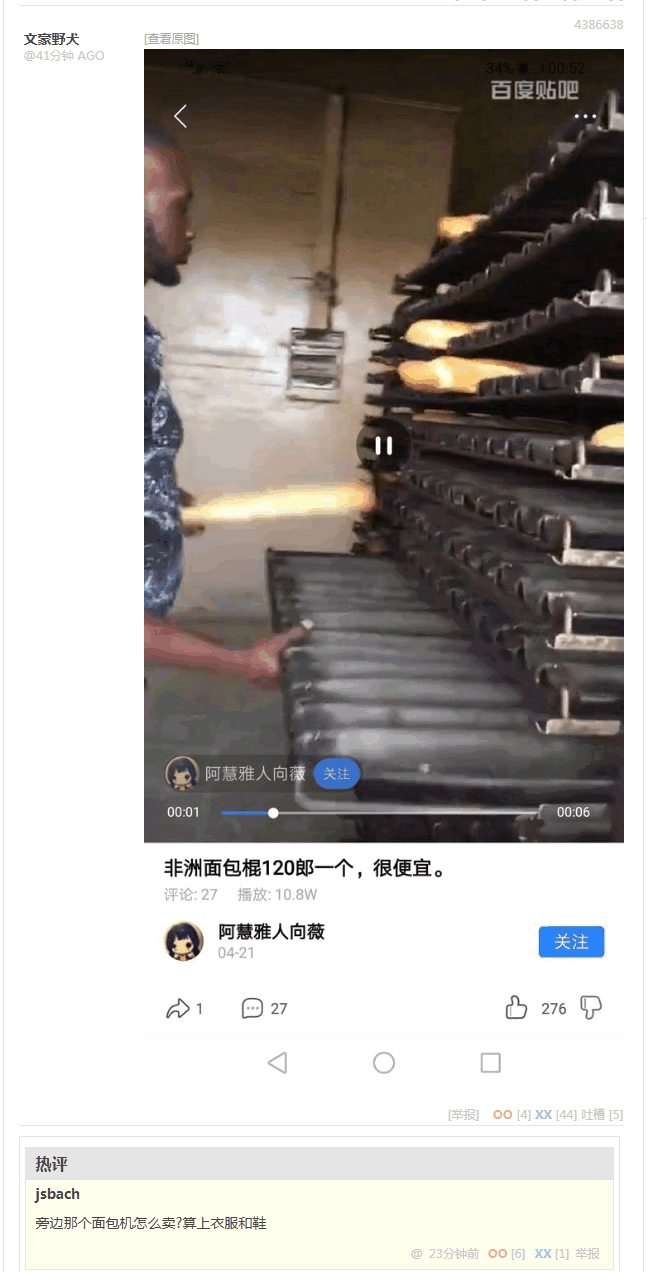 4386638
文家野犬
@41分钟 AGO
[查看原图]
34% 00:52
百度贴吧
阿慧雅人向薇 关注
00:01 00:06
非洲面包棍120郎一个，很便宜。
评论: 27 播放: 10.8W
阿慧雅人向薇
04-21
关注
1 27 276
[举报] OO [4] XX [44] 吐槽 [5]
热评
jsbach
旁边那个面包机怎么卖?算上衣服和鞋
@ 23分钟前 OO [6] XX [1] 举报